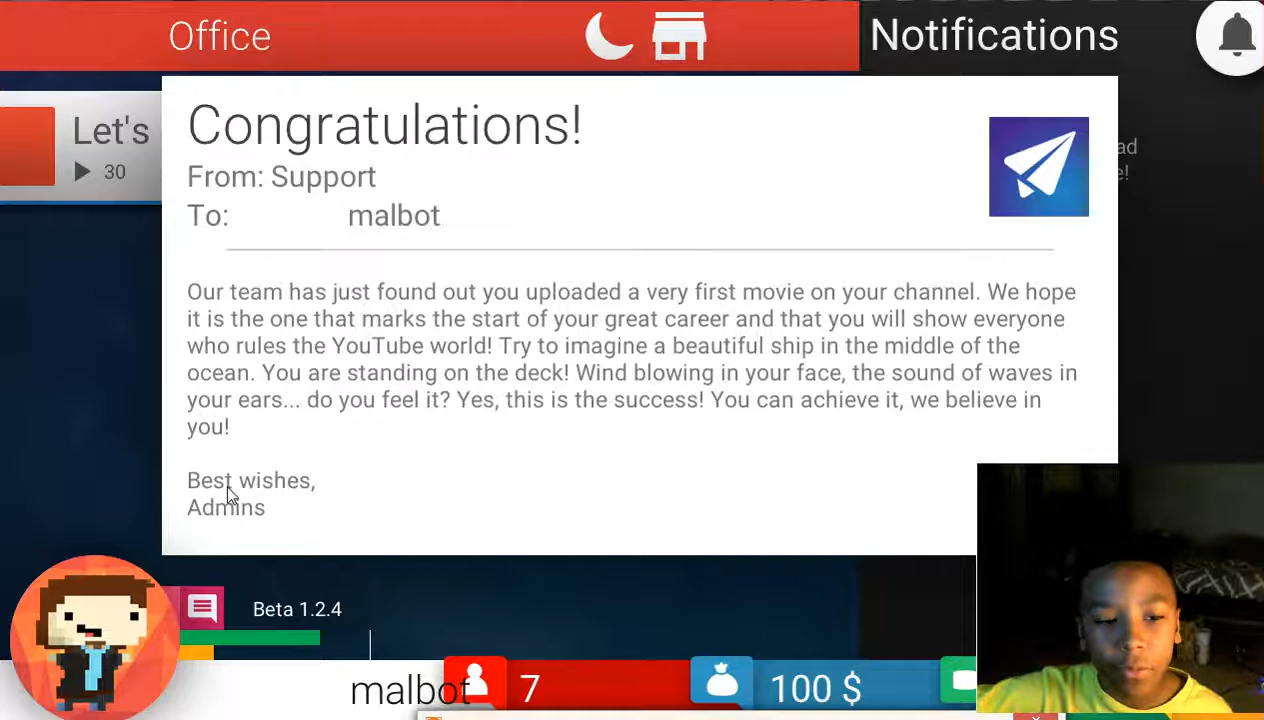 Office
Notifications
Let's
30
Congratulations!
From: Support
To: malbot
ad
e!
Our team has just found out you uploaded a very first movie on your channel. We hope
it is the one that marks the start of your great career and that you will show everyone
who rules the YouTube world! Try to imagine a beautiful ship in the middle of the
ocean. You are standing on the deck! Wind blowing in your face, the sound of waves in
your ears... do you feel it? Yes, this is the success! You can achieve it, we believe in
you!
Best wishes,
Admins
Beta 1.2.4
malbot
7
100 $